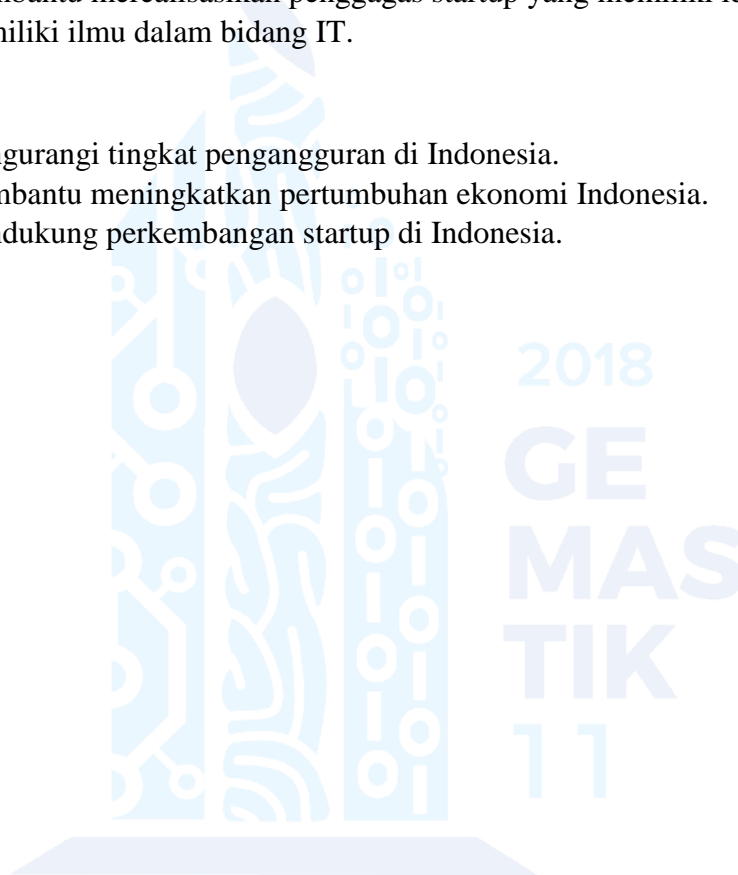 mbantu merealisasikan penggagas startup yang memiliki
miliki ilmu dalam bidang IT.
ngurangi tingkat pengangguran di Indonesia.
mbantu meningkatkan pertumbuhan ekonomi Indonesia.
ndukung perkembangan startup di Indonesia.
2018
GE
MAS
TIK
11